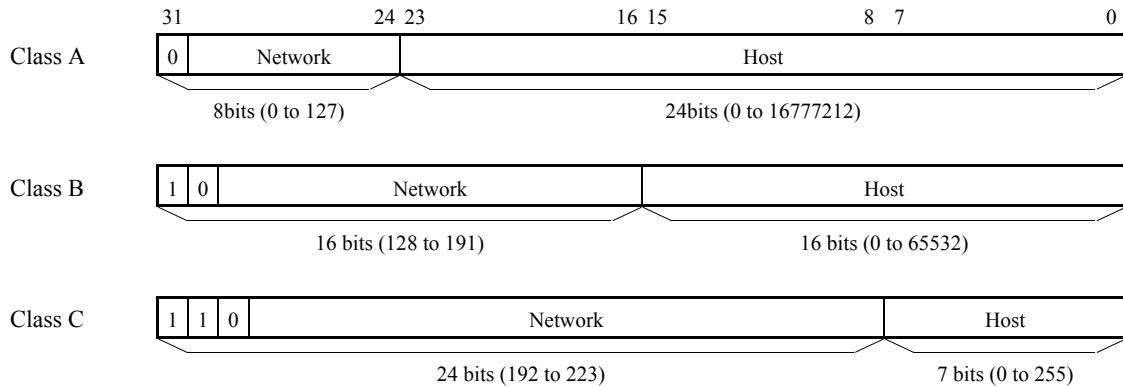 31 24 23 16 15 8 7 0
Class A 0 Network Host
8bits (0 to 127) 24bits (0 to 16777212)
Class B 1 0 Network Host
16 bits (128 to 191) 16 bits (0 to 65532)
Class C 1 1 0 Network Host
24 bits (192 to 223) 7 bits (0 to 255)